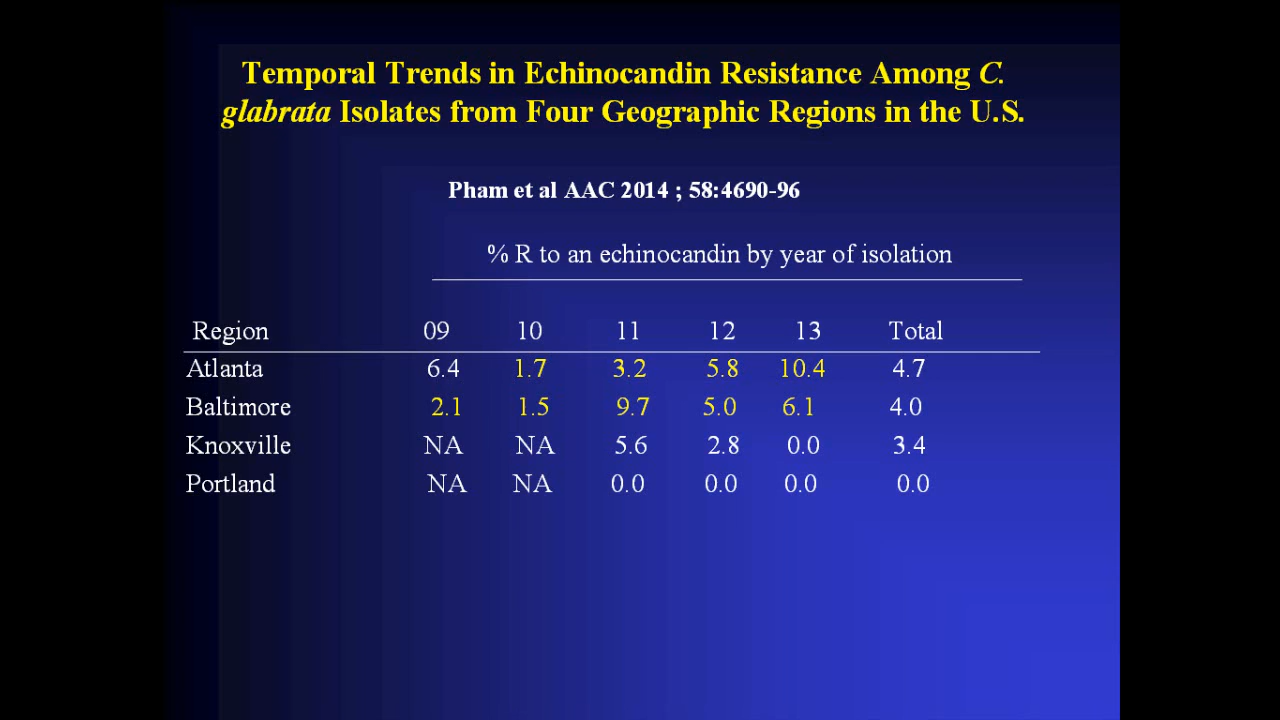 Temporal Trends in Echinocandin Resistance Among C.
glabrata Isolates from Four Geographic Regions in the U.S.
Pham et al AAC 2014 ; 58:4690-96
% R to an echinocandin by year of isolation
Region 09 10 11 12 13 Total
Atlanta 6.4 1.7 3.2 5.8 10.4 4.7
Baltimore 2.1 1.5 9.7 5.0 6.1 4.0
Knoxville NA NA 5.6 2.8 0.0 3.4
Portland NA NA 0.0 0.0 0.0 0.0